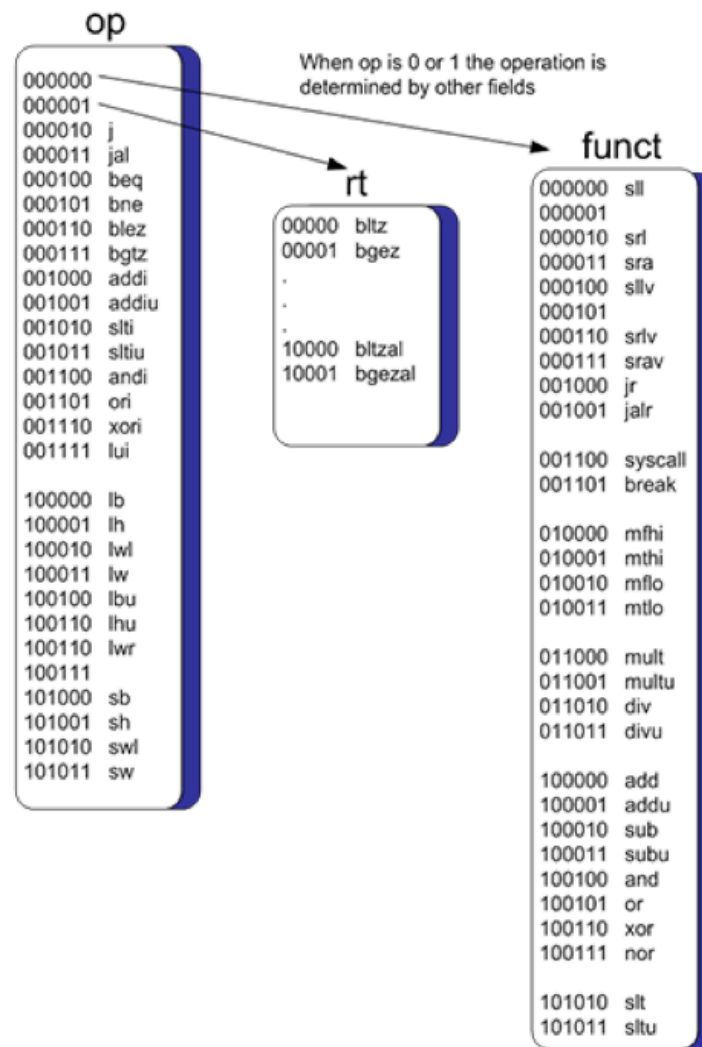 op
000000
000001
000010 j
000011 jal
000100 beq
000101 bne
000110 blez
000111 bgtz
001000 addi
001001 addiu
001010 slti
001011 sltiu
001100 andi
001101 ori
001110 xori
001111 lui
100000 lb
100001 lh
100010 lwl
100011 lw
100100 lbu
100110 lhu
100110 lwr
100111
101000 sb
101001 sh
101010 swl
101011 sw
When op is 0 or 1 the operation is
determined by other fields
rt
00000 bltz
00001 bgez
.
.
.
10000 bltzal
10001 bgezal
funct
000000 sll
000001
000010 srl
000011 sra
000100 sllv
000101
000110 srlv
000111 srav
001000 jr
001001 jalr
001100 syscall
001101 break
010000 mfhi
010001 mthi
010010 mflo
010011 mtlo
011000 mult
011001 multu
011010 div
011011 divu
100000 add
100001 addu
100010 sub
100011 subu
100100 and
100101 or
100110 xor
100111 nor
101010 slt
101011 sltu